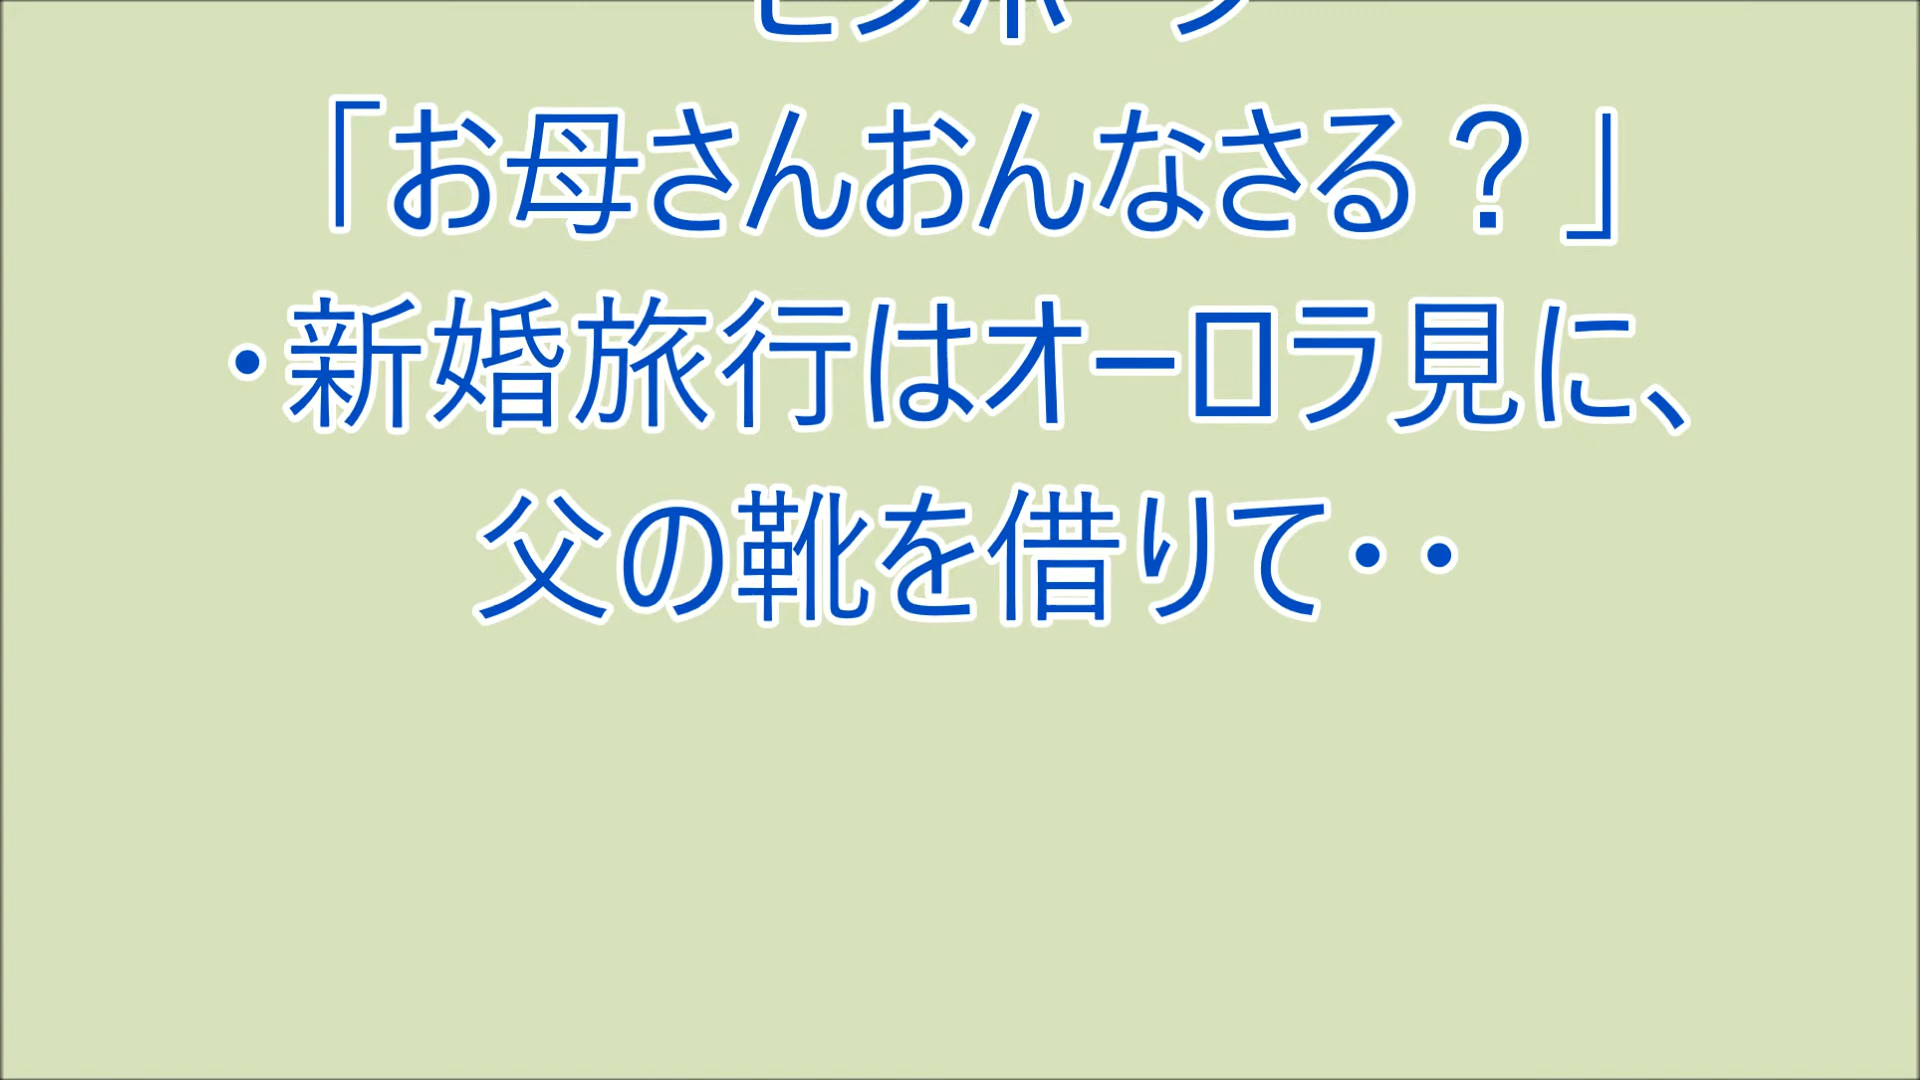 「お母さんおんなさる？」
・新婚旅行はオーロラ見に、
父の靴を借りて・・